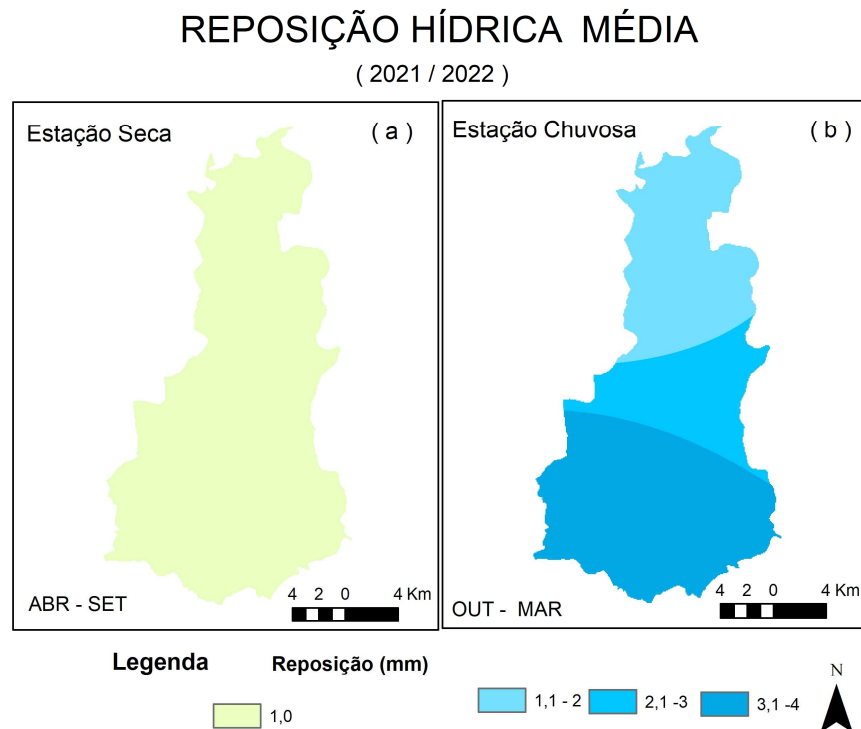 REPOSIÇÃO HÍDRICA MÉDIA
( 2021 / 2022 )
Estação Seca
( a )
ABR - SET
4 2 0 4 Km
Estação Chuvosa
( b )
OUT - MAR
4 2 0 4 Km
Legenda
Reposição (mm)
1,0
1,1 - 2
2,1 -3
3,1 -4
N